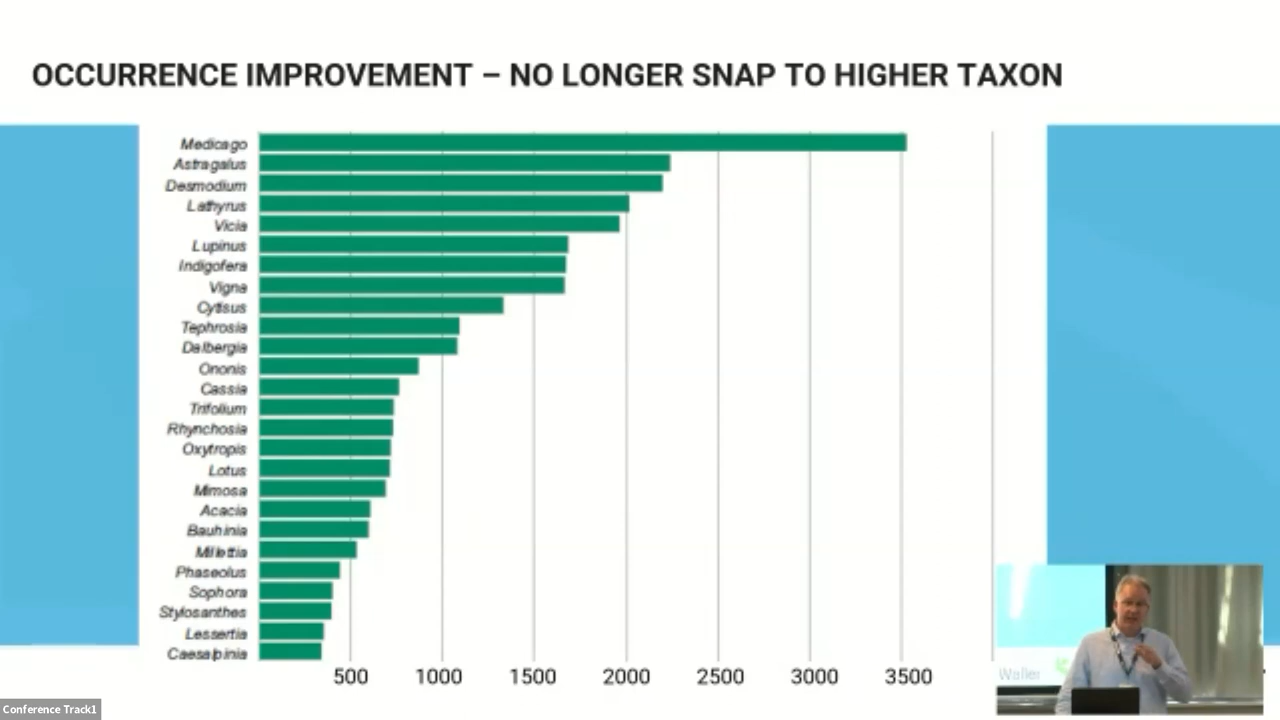 OCCURRENCE IMPROVEMENT – NO LONGER SNAP TO HIGHER TAXON
Medicago
Astragalus
Desmodium
Lathyrus
Vicia
Lupinus
Indigofera
Vigna
Cytisus
Tephrosia
Dalbergia
Ononis
Cassia
Trifolium
Rhynchosia
Oxytropis
Lotus
Mimosa
Acacia
Bauhinia
Millettia
Phaseolus
Sophora
Stylosanthes
Lessertia
Caesalpinia
500 1000 1500 2000 2500 3000 3500
Waller
Conference Track1